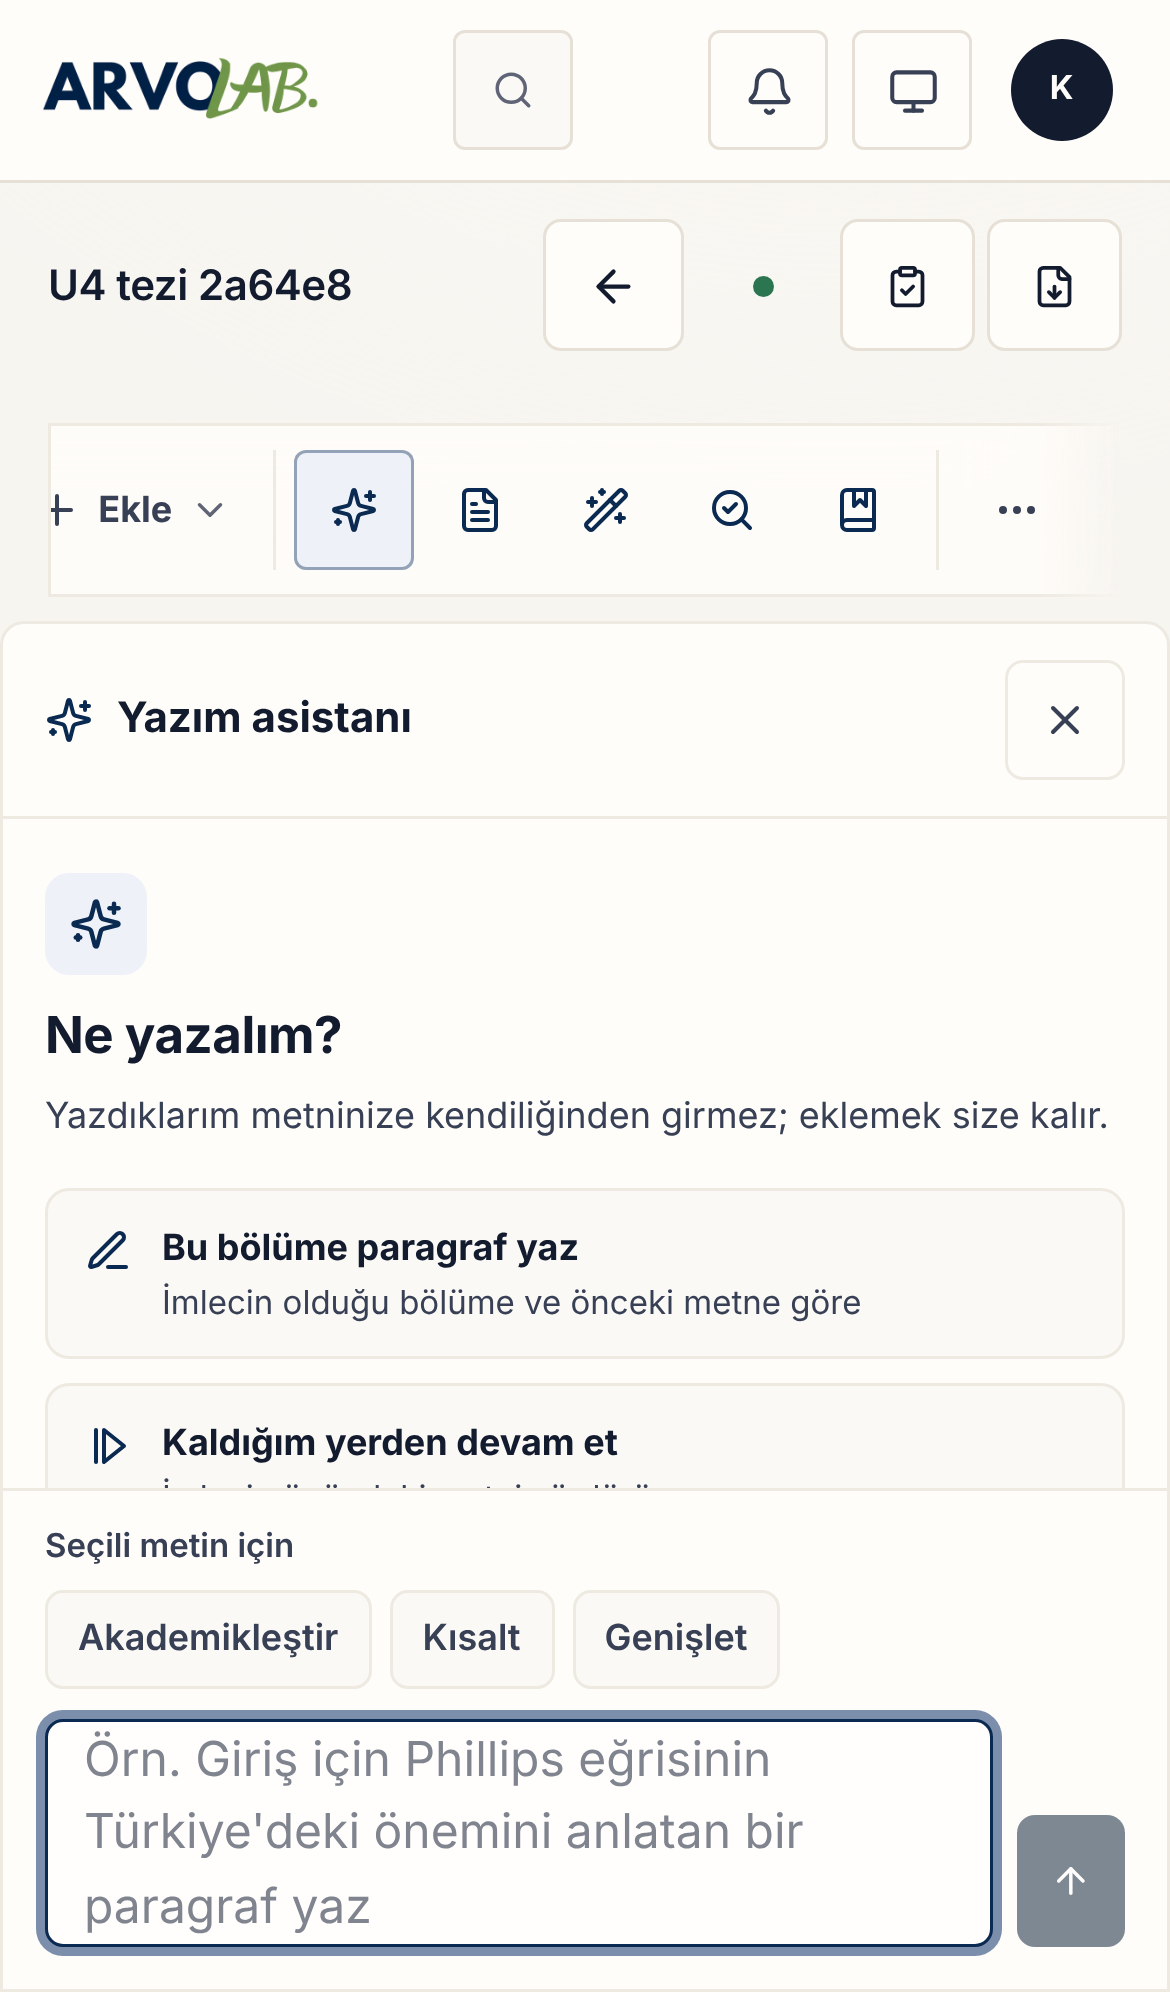 ARVOLAB.
K
U4 tezi 2a64e8
Ekle
Yazım asistanı
Ne yazalım?
Yazdıklarım metninize kendiliğinden girmez; eklemek size kalır.
Bu bölüme paragraf yaz
İmlecin olduğu bölüme ve önceki metne göre
Kaldığım yerden devam et
Seçili metin için
Akademikleştir
Kısalt
Genişlet
Örn. Giriş için Phillips eğrisinin
Türkiye'deki önemini anlatan bir
paragraf yaz